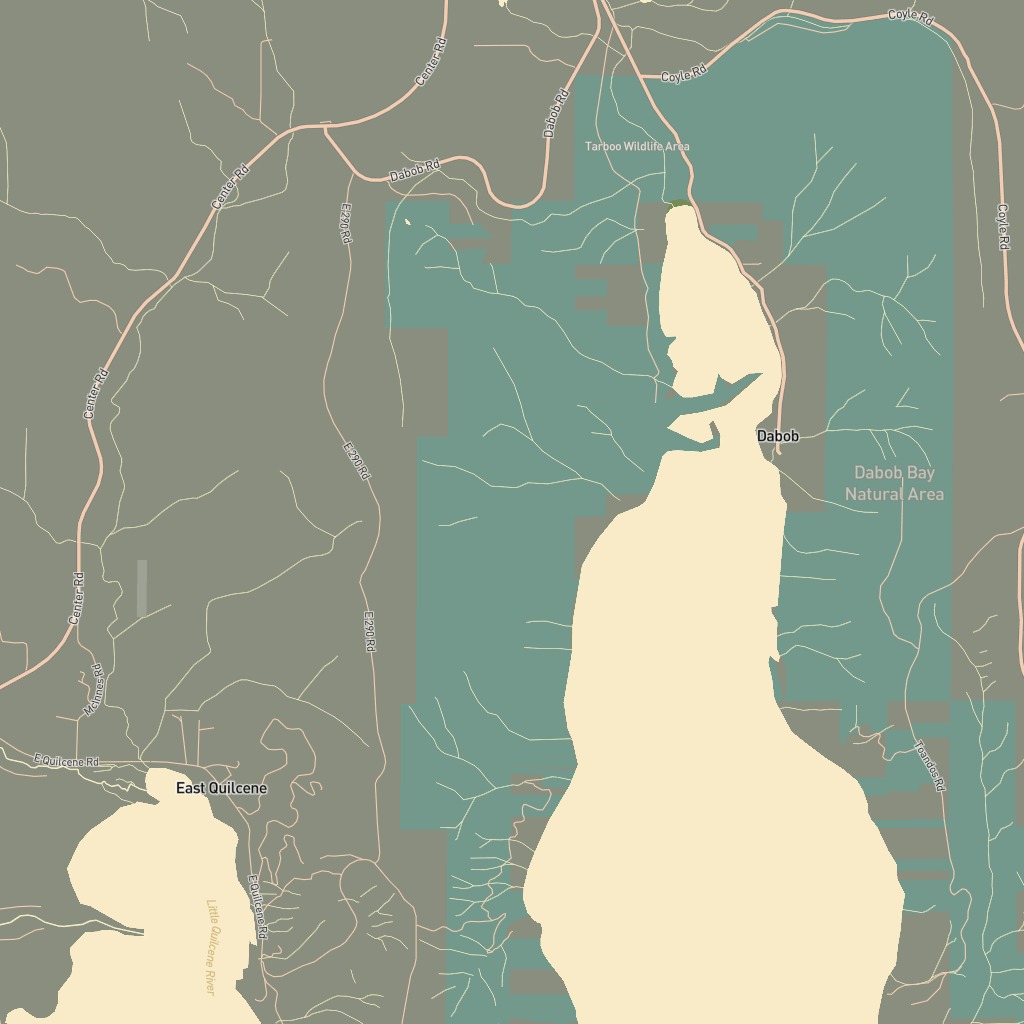 Coyle Rd
Center Rd
Coyle Rd
Dabob Rd
Tarboo Wildlife Area
Dabob Rd
Center Rd
E 290 Rd
Coyle Rd
Center Rd
Dabob
E 290 Rd
Dabob Bay
Natural Area
Center Rd
E 290 Rd
McInnes Rd
E Quilcene Rd
Toandos Rd
East Quilcene
E Quilcene Rd
Little Quilcene River